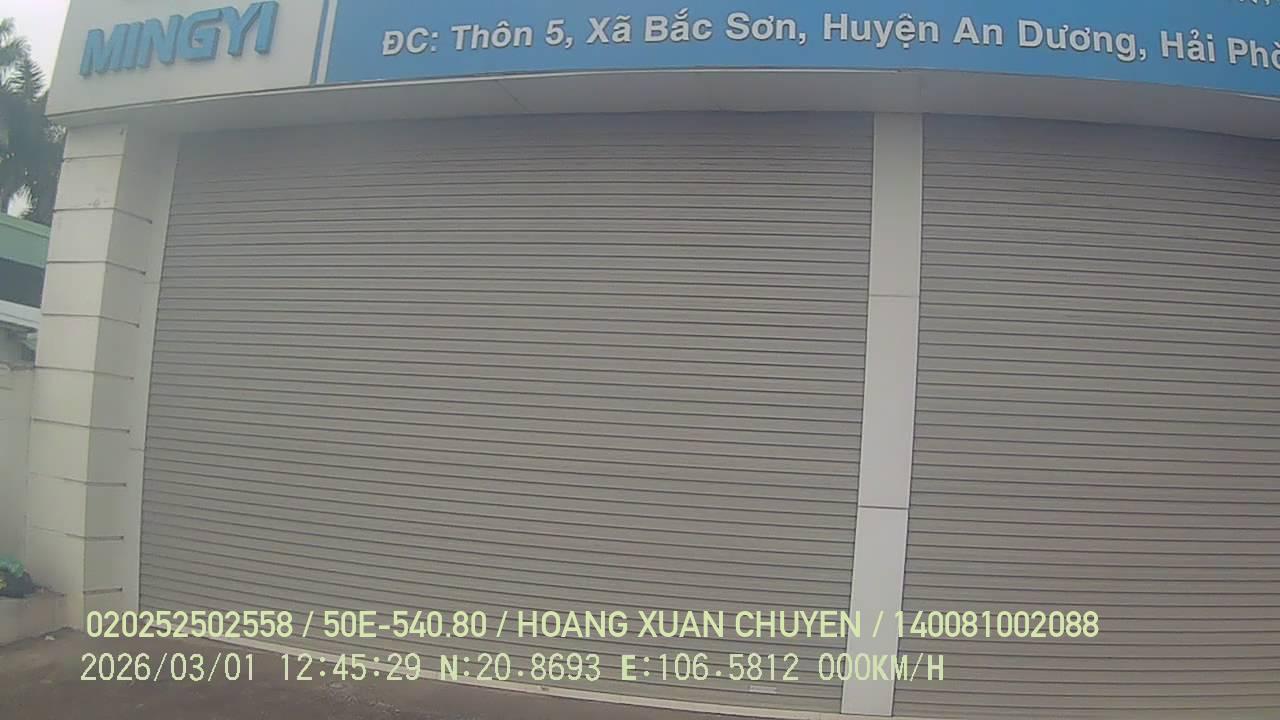 MINGYI
ĐC: Thôn 5, Xã Bắc Sơn, Huyện An Dương, Hải
020252502558 / 50E-540.80 / HOANG XUAN CHUYEN / 140081002088
2026/03/01 12:45:29 N:20.8693 E:106.5812 000KM/H